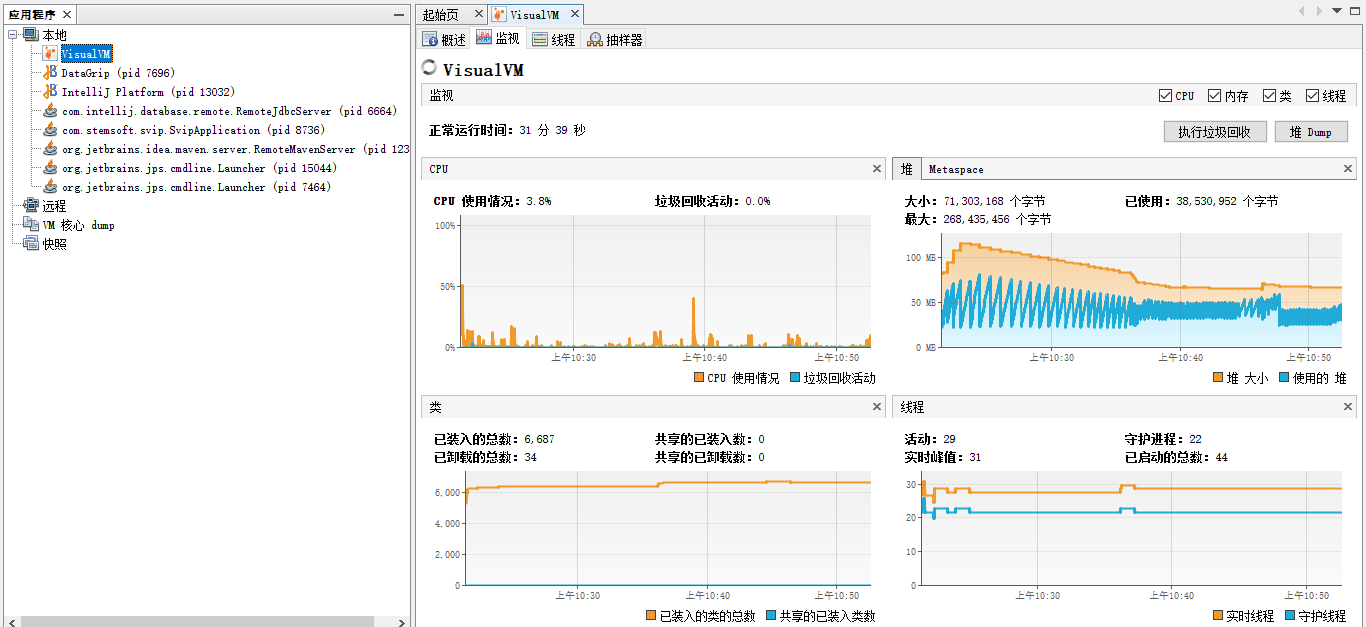 应用程序
本地
VisualVM
DataGrip (pid 7696)
IntelliJ Platform (pid 13032)
com.intellij.database.remote.RemoteJdbcServer (pid 6664)
com.stemsoft.svip.SvipApplication (pid 8736)
org.jetbrains.idea.maven.server.RemoteMavenServer (pid 123
org.jetbrains.jps.cmdline.Launcher (pid 15044)
org.jetbrains.jps.cmdline.Launcher (pid 7464)
远程
VM 核心 dump
快照
起始页 VisualVM
概述 监视 线程 抽样器
VisualVM
监视 CPU 内存 类 线程
正常运行时间: 31 分 39 秒 执行垃圾回收 堆 Dump
CPU
CPU 使用情况: 3.8% 垃圾回收活动: 0.0%
100%
50%
0%
上午10:30 上午10:40 上午10:50
CPU 使用情况 垃圾回收活动
堆 Metaspace
大小: 71,303,168 个字节 已使用: 38,530,952 个字节
最大: 268,435,456 个字节
100 MB
50 MB
0 MB
上午10:30 上午10:40 上午10:50
堆 大小 使用的 堆
类
已装入的总数: 6,687 共享的已装入数: 0
已卸载的总数: 34 共享的已卸载数: 0
6,000
4,000
2,000
0
上午10:30 上午10:40 上午10:50
已装入的类的总数 共享的已装入类数
线程
活动: 29 守护进程: 22
实时峰值: 31 已启动的总数: 44
30
20
10
0
上午10:30 上午10:40 上午10:50
实时线程 守护线程